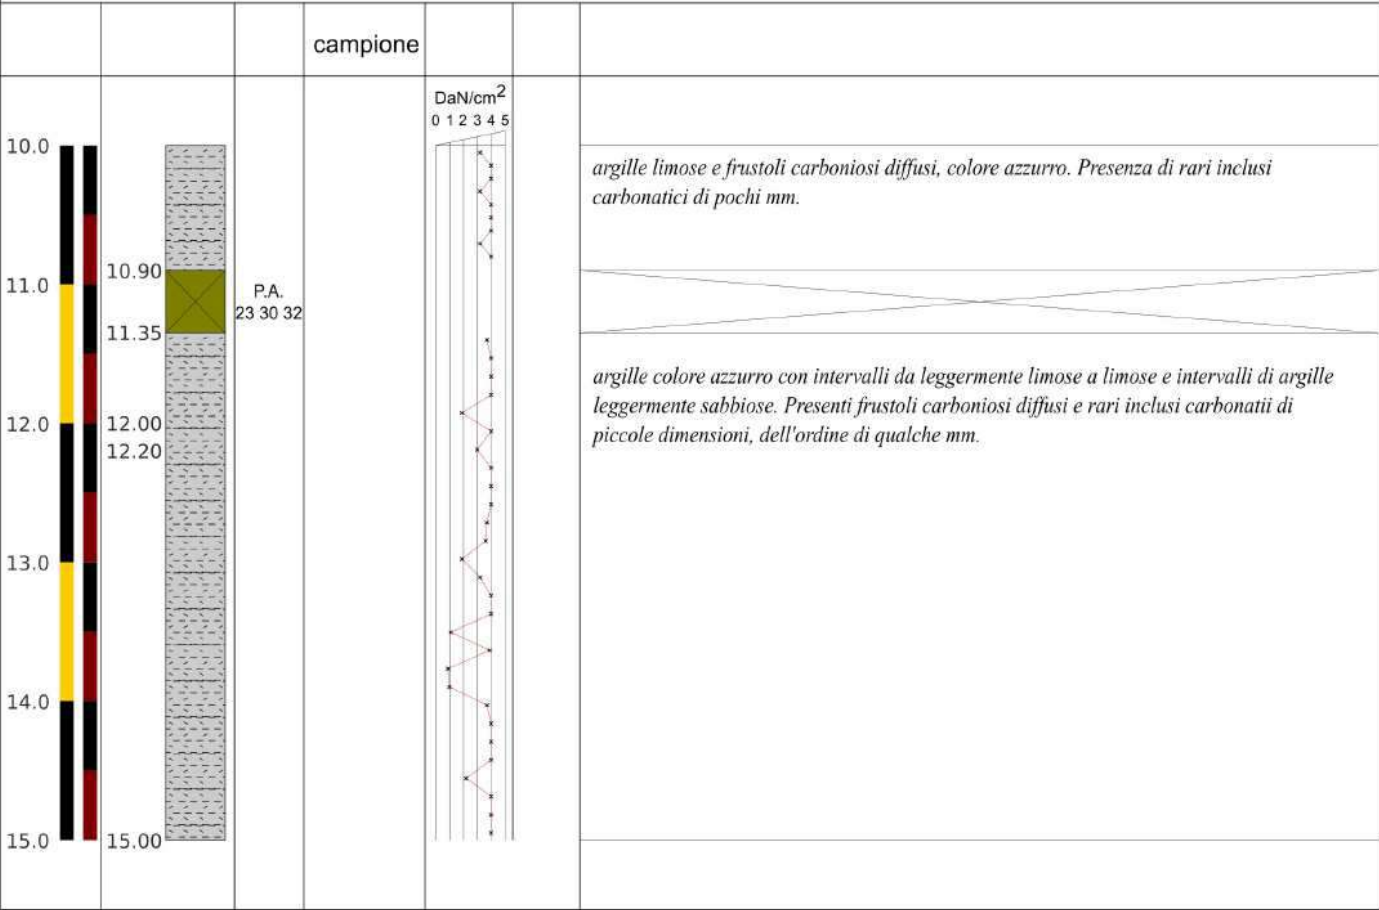 campione
DaN/cm2
0 1 2 3 4 5
10.0
argille limose e frustoli carboniosi diffusi, colore azzurro. Presenza di rari inclusi
carbonatici di pochi mm.
10.90
11.0
P.A.
23 30 32
11.35
argille colore azzurro con intervalli da leggermente limose a limose e intervalli di argille
leggermente sabbiose. Presenti frustoli carboniosi diffusi e rari inclusi carbonatii di
piccole dimensioni, dell'ordine di qualche mm.
12.0
12.00
12.20
13.0
14.0
15.0
15.00